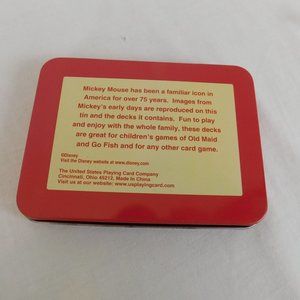 Mickey Mouse has been a familiar icon in
America for over 75 years. Images from
Mickey's early days are reproduced on this
tin and the decks it contains. Fun to play
and enjoy with the whole family, these decks
are great for children's games of Old Maid
and Go Fish and for any other card game.
©Disney
Visit the Disney website at www.disney.com
The United States Playing Card Company
Cincinnati, Ohio 45212, Made In China
Visit us at our website: www.usplayingcard.com